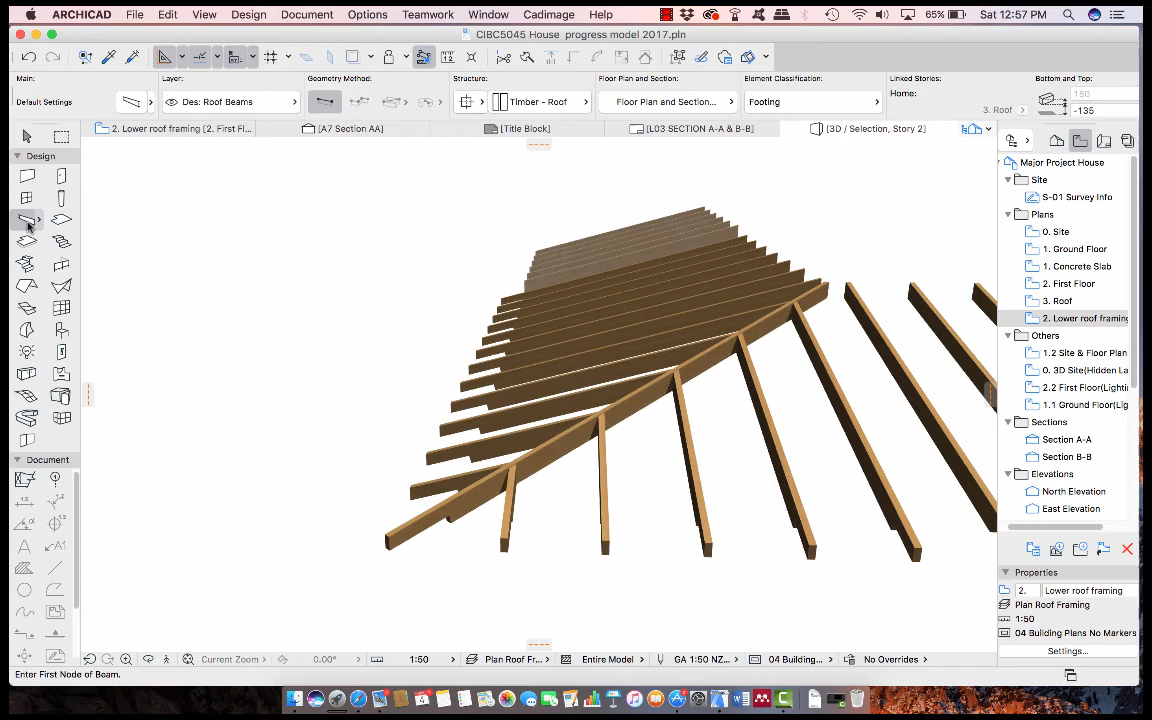 ARCHICAD File Edit View Design Document Options Teamwork Window Cadimage Help 65% Sat 12:57 PM
CIBC5045 House progress model 2017.pln
Main: Layer: Geometry Method: Structure: Floor Plan and Section: Element Classification: Linked Stories: Bottom and Top:
Default Settings Des: Roof Beams Timber - Roof Floor Plan and Section... Footing Home: 150
3. Roof -135
2. Lower roof framing [2. First Fl... [A7 Section AA] [Title Block] [L03 SECTION A-A & B-B] [3D / Selection, Story 2]
Design
Document
1.2
A
A1
Major Project House
Site
S-01 Survey Info
Plans
0. Site
1. Ground Floor
1. Concrete Slab
2. First Floor
3. Roof
2. Lower roof framing
Others
1.2 Site & Floor Plan
0. 3D Site(Hidden La
2.2 First Floor(Lighti
1.1 Ground Floor(Lig
Sections
Section A-A
Section B-B
Elevations
North Elevation
East Elevation
Properties
2. Lower roof framing
Plan Roof Framing
1:50
04 Building Plans No Markers
Settings...
Current Zoom 0.00° 1:50 Plan Roof Fr... Entire Model GA 1:50 NZ... 04 Building... No Overrides
Enter First Node of Beam.